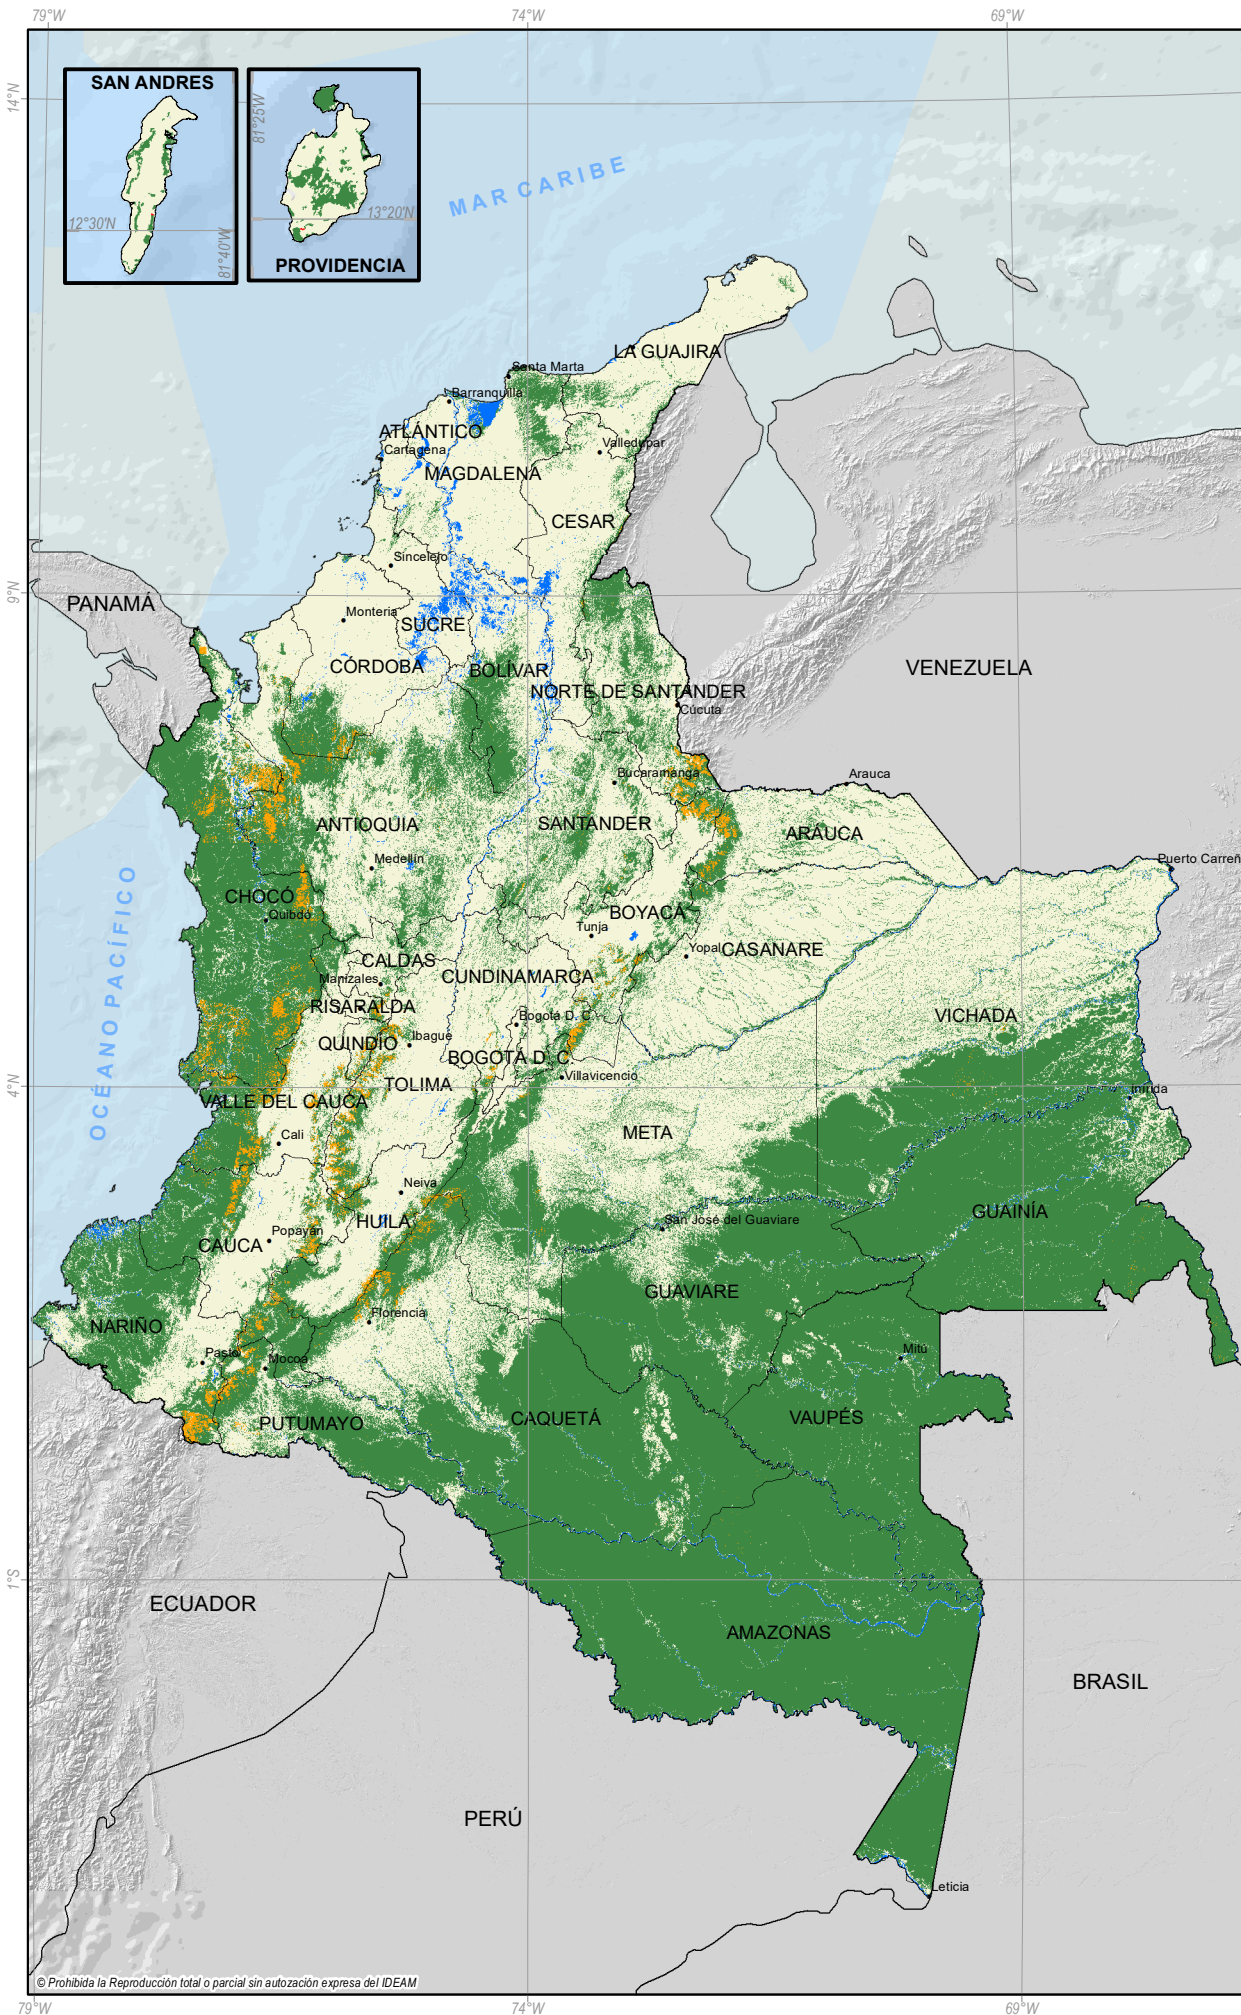 79°W
74°W
69°W
14°N
SAN ANDRES
12°30'N
81°40'W
81°25'W
13°20'N
PROVIDENCIA
MAR CARIBE
LA GUAJIRA
Santa Marta
Barranquilla
ATLÁNTICO
Cartagena
Valledupar
MAGDALENA
CESAR
Sincelejo
9°N
PANAMÁ
Monteria
SUCRE
CÓRDOBA
BOLÍVAR
VENEZUELA
NORTE DE SANTANDER
Cúcuta
Bucaramanga
Arauca
ANTIOQUIA
SANTANDER
ARAUCA
Medellín
Puerto Carreñ
OCÉANO PACÍFICO
CHOCÓ
Quibdó
BOYACÁ
Tunja
Yopal
CASANARE
CALDAS
Manizales
CUNDINAMARCA
RISARALDA
Bogotá D. C.
VICHADA
QUINDÍO
Ibagué
BOGOTÁ D. C.
Villavicencio
TOLIMA
4°N
Inírida
VALLE DEL CAUCA
Cali
META
Neiva
HUILA
GUAINÍA
San José del Guaviare
Popayán
CAUCA
GUAVIARE
Florencia
NARIÑO
Pasto
Mocoa
Mitú
PUTUMAYO
CAQUETÁ
VAUPÉS
1°S
ECUADOR
AMAZONAS
BRASIL
PERÚ
Leticia
© Prohibida la Reproducción total o parcial sin autozación expresa del IDEAM
79°W
74°W
69°W